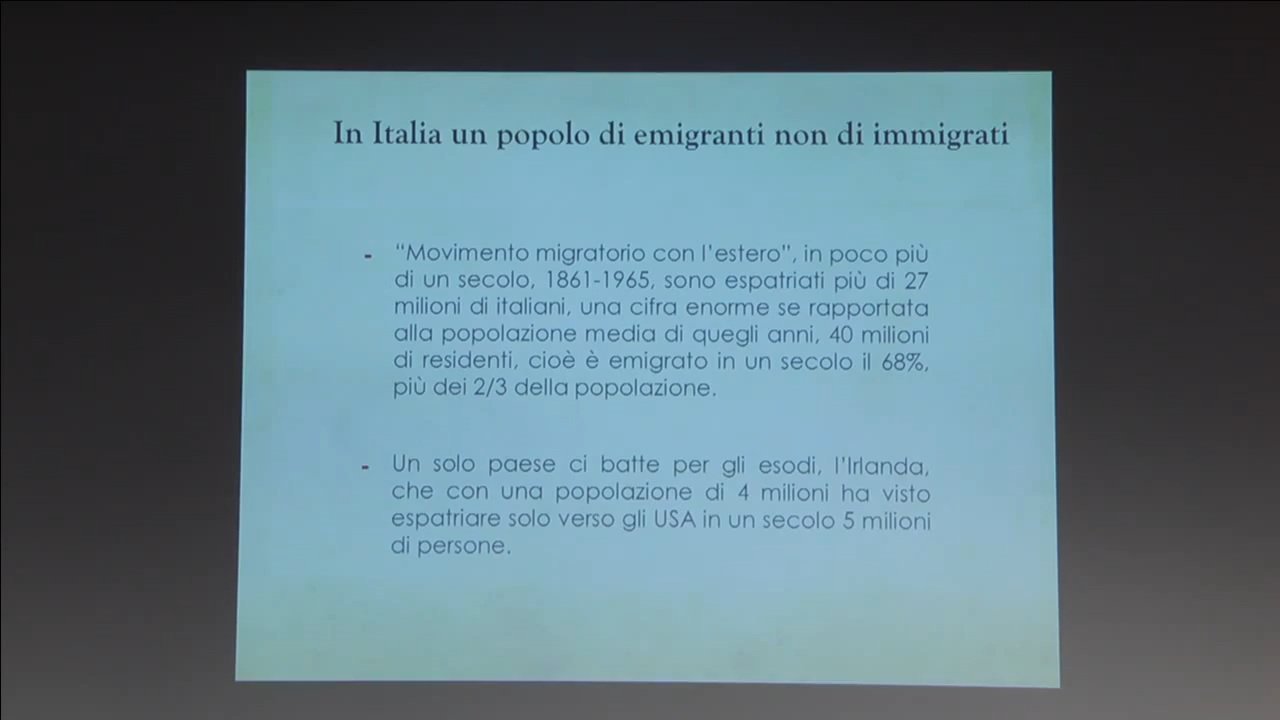 In Italia un popolo di emigranti non di immigrati
- “Movimento migratorio con l'estero”, in poco più
di un secolo, 1861-1965, sono espatriati più di 27
milioni di italiani, una cifra enorme se rapportata
alla popolazione media di quegli anni, 40 milioni
di residenti, cioè è emigrato in un secolo il 68%,
più dei 2/3 della popolazione.
- Un solo paese ci batte per gli esodi, l'Irlanda,
che con una popolazione di 4 milioni ha visto
espatriare solo verso gli USA in un secolo 5 milioni
di persone.